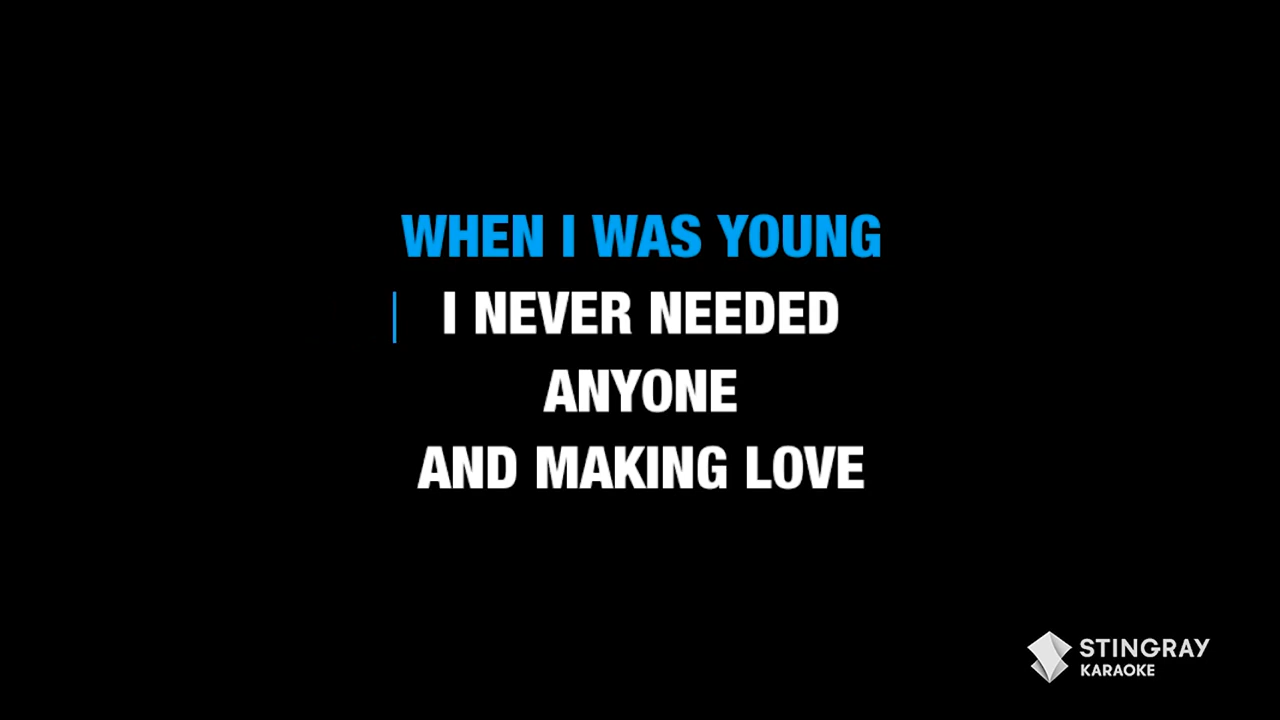 WHEN I WAS YOUNG
I NEVER NEEDED
ANYONE
AND MAKING LOVE
STINGRAY
KARAOKE